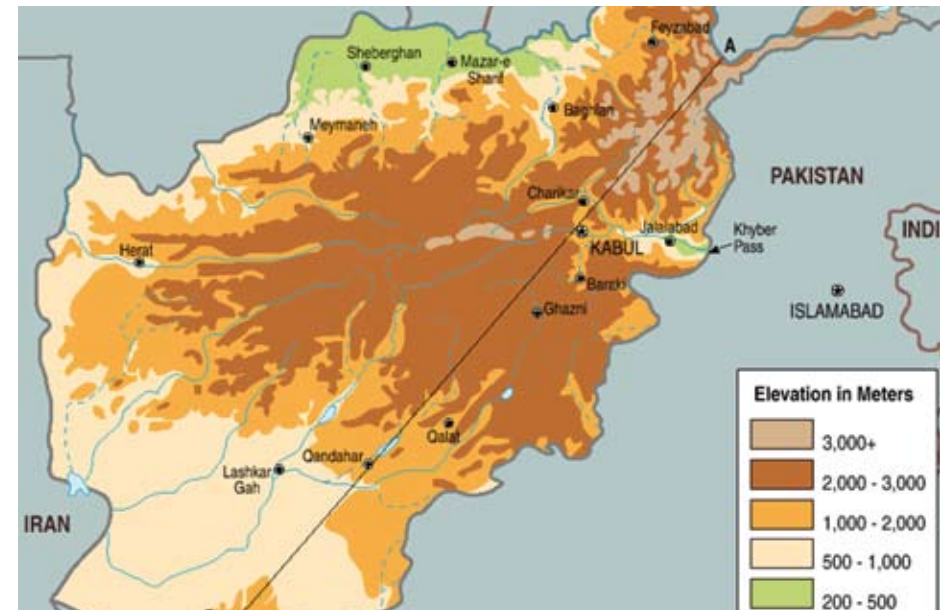 Feyzabad
A
Sheberghan
Mazar-e
Sharif
Baghlan
Meymaneh
PAKISTAN
Charikar
Jalalabad
Khyber
Pass
INDI
KABUL
Herat
Baraki
ISLAMABAD
Ghazni
Elevation in Meters
3,000+
2,000 - 3,000
1,000 - 2,000
500 - 1,000
200 - 500
Qalat
Qandahar
Lashkar
Gah
IRAN